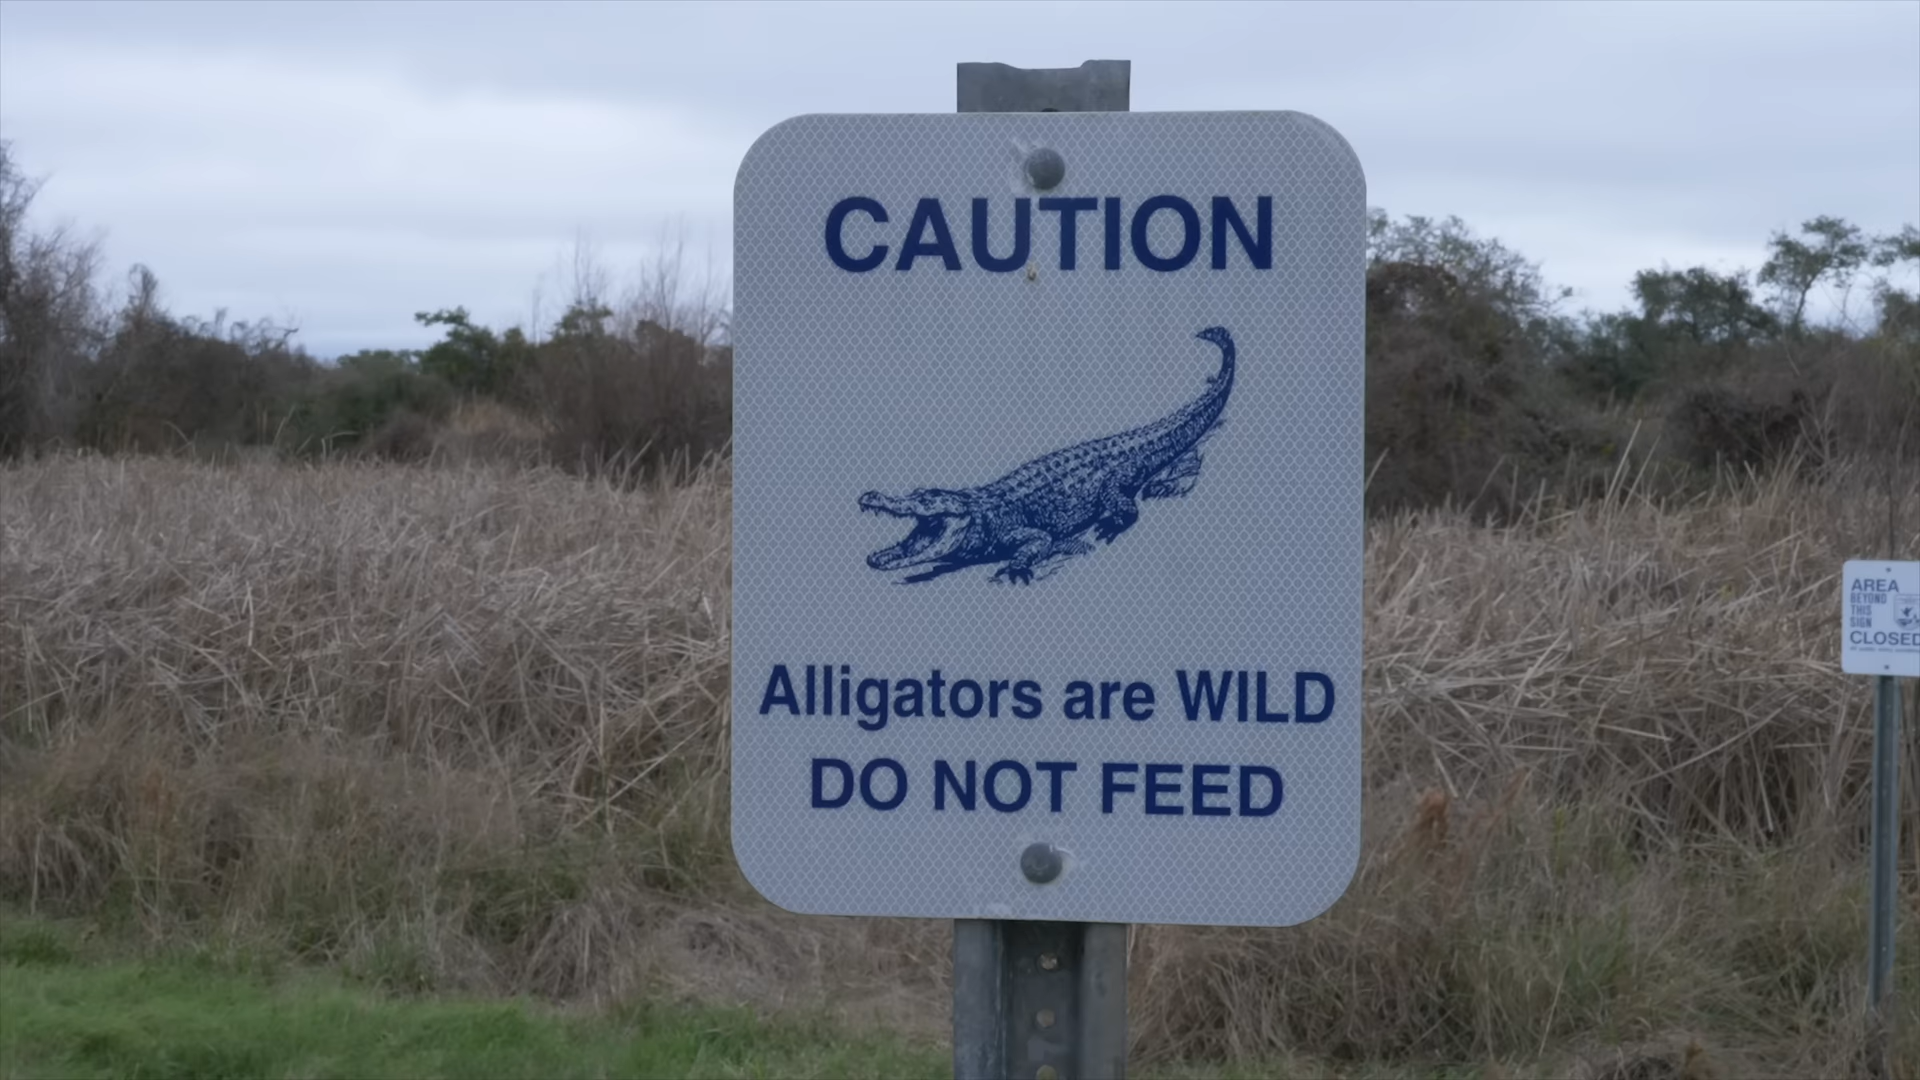 CAUTION
Alligators are WILD
DO NOT FEED
AREA
BEYOND
THIS
SIGN
CLOSED